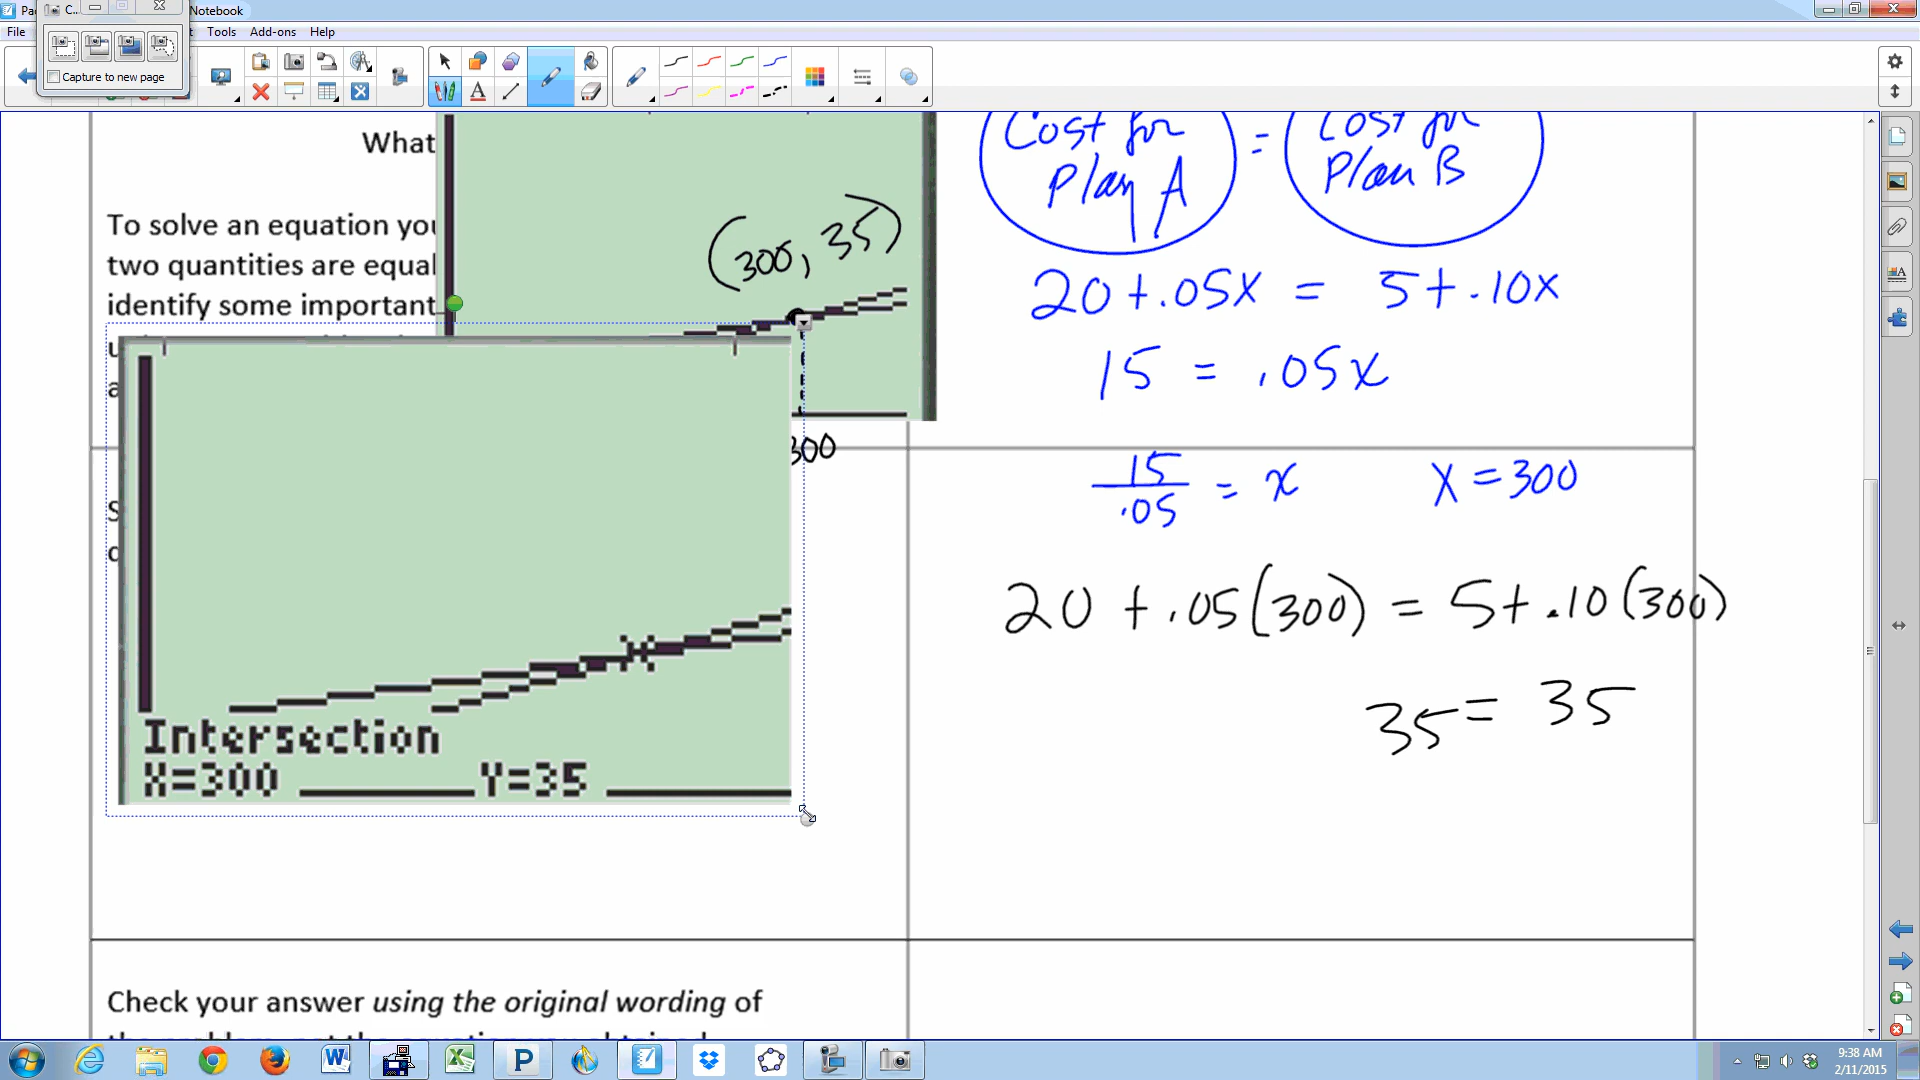 C...
Notebook
File
Tools
Add-ons
Help
Capture to new page
What
To solve an equation you
two quantities are equal
identify some important
(300, 35)
300
Intersection
X=300
Y=35
Check your answer using the original wording of
Cost for
Plan A
=
Cost for
Plan B
20+.05x = 5+.10x
15 = .05x
15/.05 = x
x=300
20 +.05(300) = 5+.10(300)
35= 35
9:38 AM
2/11/2015